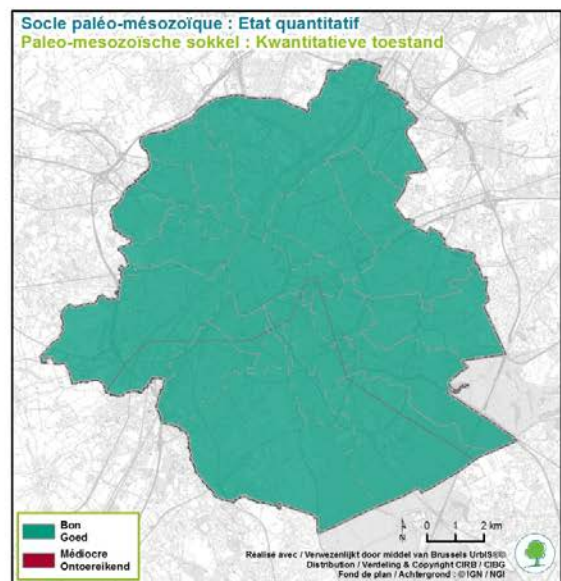 Socle paléo-mésozoïque : Etat quantitatif
Paleo-mesozoïsche sokkel : Kwantitatieve toestand
Bon
Goed
Médiocre
Ontoereikend
N
0 1 2 km
Réalisé avec / Verwezenlijkt door middel van Brussels UrbIS®©
Distribution / Verdeling & Copyright CIRB / CIBG
Fond de plan / Achtergrond : © IGN / NGI